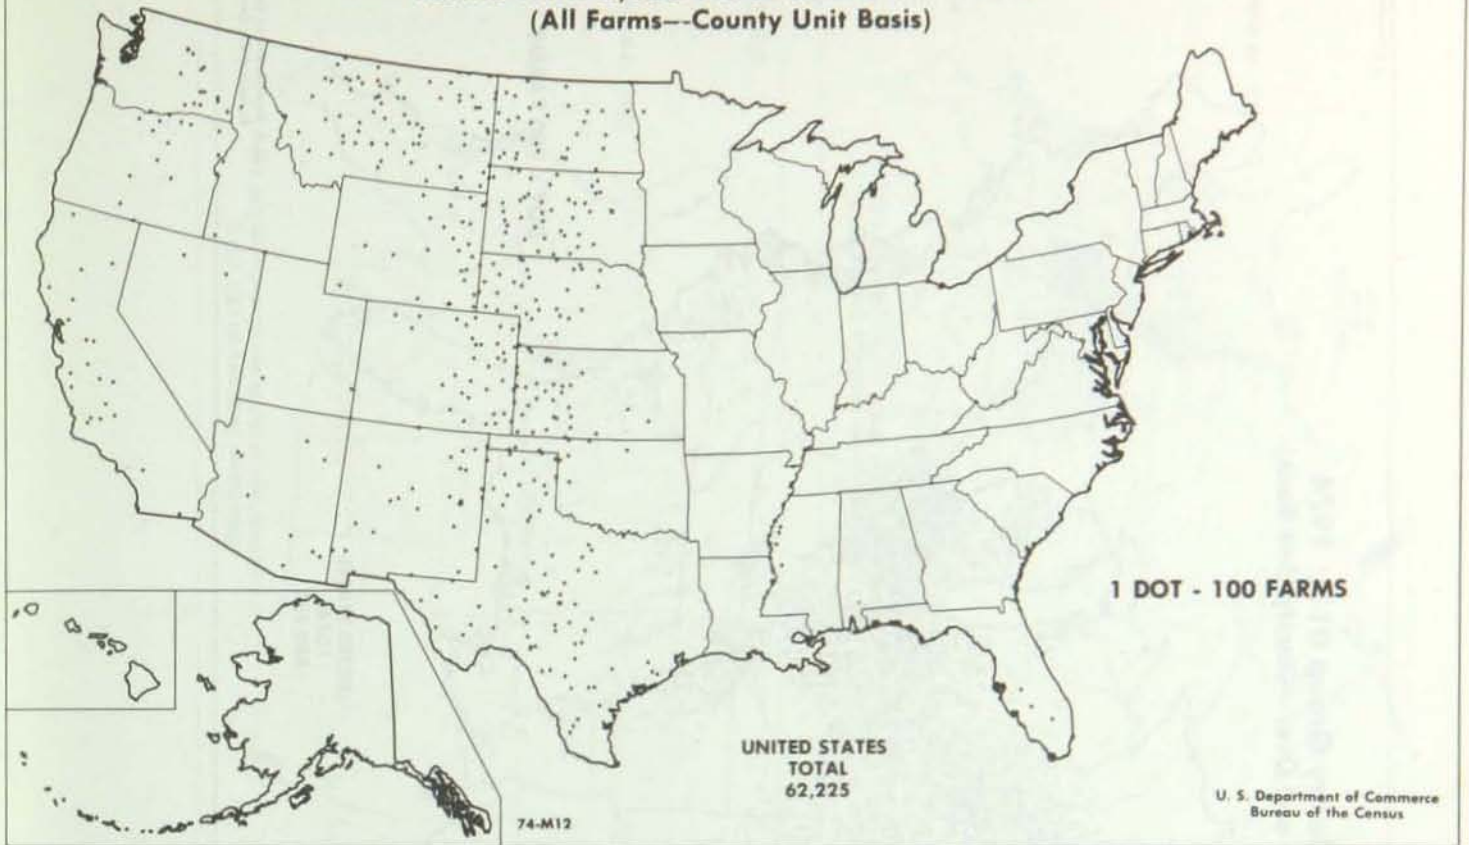 (All Farms--County Unit Basis)
1 DOT - 100 FARMS
UNITED STATES
TOTAL
62,225
U. S. Department of Commerce
Bureau of the Census
74-M12